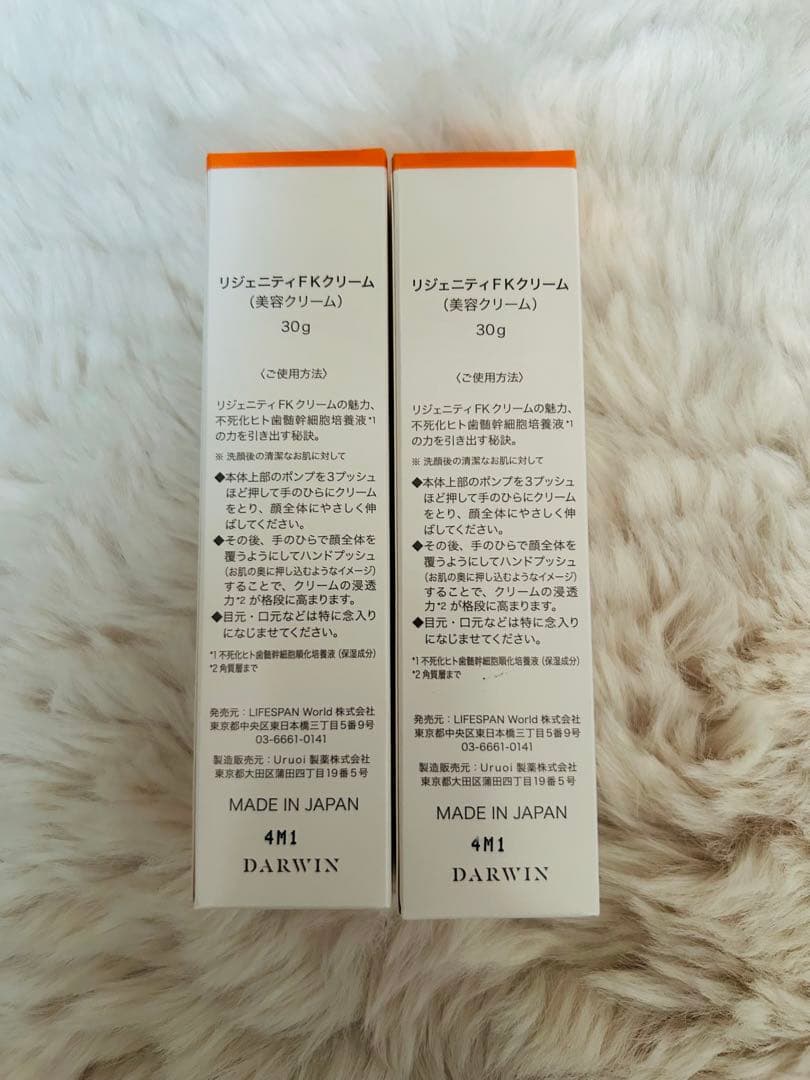 リジェニティFKクリーム
（美容クリーム）
30g
〈ご使用方法〉
リジェニティFKクリームの魅力、
不死化ヒト歯髄幹細胞培養液*1
の力を引き出す秘訣。
※ 洗顔後の清潔なお肌に対して
◆本体上部のポンプを3プッシュ
ほど押して手のひらにクリーム
をとり、顔全体にやさしく伸
ばしてください。
◆その後、手のひらで顔全体を
覆うようにしてハンドプッシュ
（お肌の奥に押し込むようなイメージ）
することで、クリームの浸透
力*2 が格段に高まります。
◆目元・口元などは特に念入り
になじませてください。
*1 不死化ヒト歯髄幹細胞順化培養液（保湿成分）
*2 角質層まで
発売元：LIFESPAN World 株式会社
東京都中央区東日本橋三丁目5番9号
03-6661-0141
製造販売元：Uruoi 製薬株式会社
東京都大田区蒲田四丁目19番5号
MADE IN JAPAN
4M1
DARWIN
リジェニティFKクリーム
（美容クリーム）
30g
〈ご使用方法〉
リジェニティFKクリームの魅力、
不死化ヒト歯髄幹細胞培養液*1
の力を引き出す秘訣。
※ 洗顔後の清潔なお肌に対して
◆本体上部のポンプを3プッシュ
ほど押して手のひらにクリーム
をとり、顔全体にやさしく伸
ばしてください。
◆その後、手のひらで顔全体を
覆うようにしてハンドプッシュ
（お肌の奥に押し込むようなイメージ）
することで、クリームの浸透
力*2 が格段に高まります。
◆目元・口元などは特に念入り
になじませてください。
*1 不死化ヒト歯髄幹細胞順化培養液（保湿成分）
*2 角質層まで
発売元：LIFESPAN World 株式会社
東京都中央区東日本橋三丁目5番9号
03-6661-0141
製造販売元：Uruoi 製薬株式会社
東京都大田区蒲田四丁目19番5号
MADE IN JAPAN
4M1
DARWIN